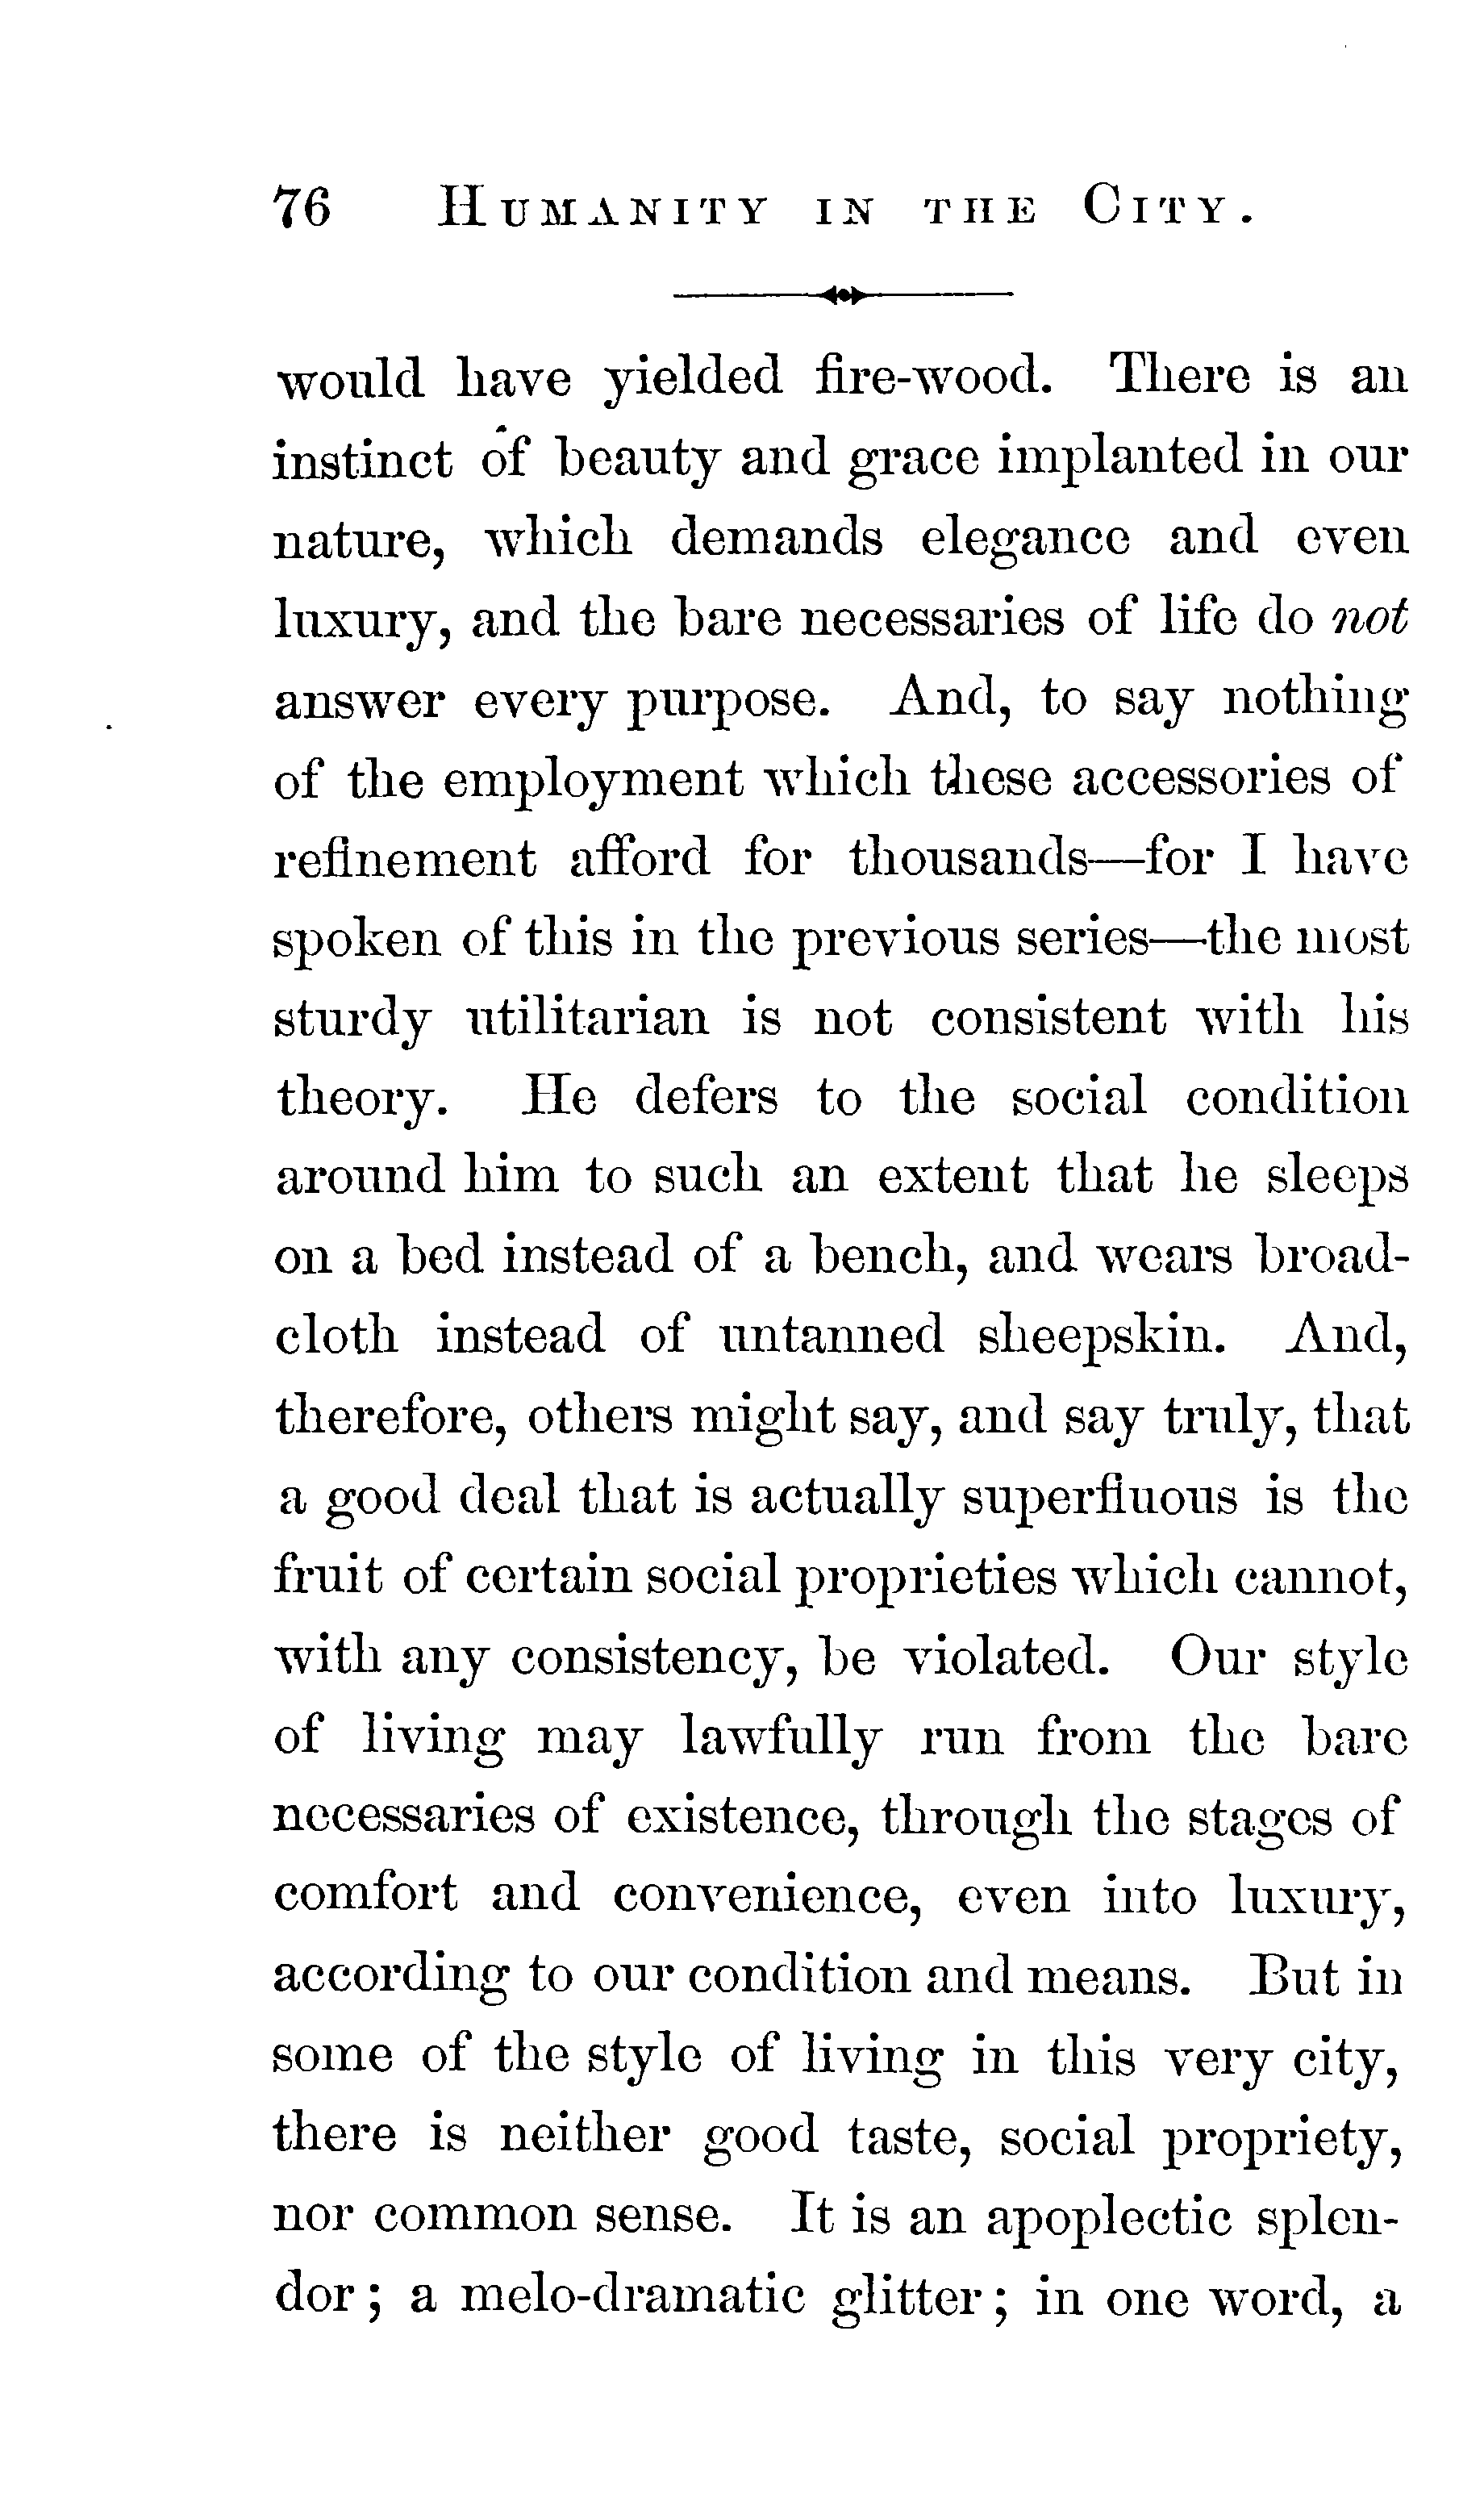 76 HUMANITY IN THE CITY.
would have yielded fire-wood. There is an
instinct of beauty and grace implanted in our
nature, which demands elegance and even
luxury, and the bare necessaries of life do not
answer every purpose. And, to say nothing
of the employment which these accessories of
refinement afford for thousands—for I have
spoken of this in the previous series—the most
sturdy utilitarian is not consistent with his
theory. He defers to the social condition
around him to such an extent that he sleeps
on a bed instead of a bench, and wears broad-
cloth instead of untanned sheepskin. And,
therefore, others might say, and say truly, that
a good deal that is actually superfluous is the
fruit of certain social proprieties which cannot,
with any consistency, be violated. Our style
of living may lawfully run from the bare
necessaries of existence, through the stages of
comfort and convenience, even into luxury,
according to our condition and means. But in
some of the style of living in this very city,
there is neither good taste, social propriety,
nor common sense. It is an apoplectic splen-
dor; a melo-dramatic glitter; in one word, a